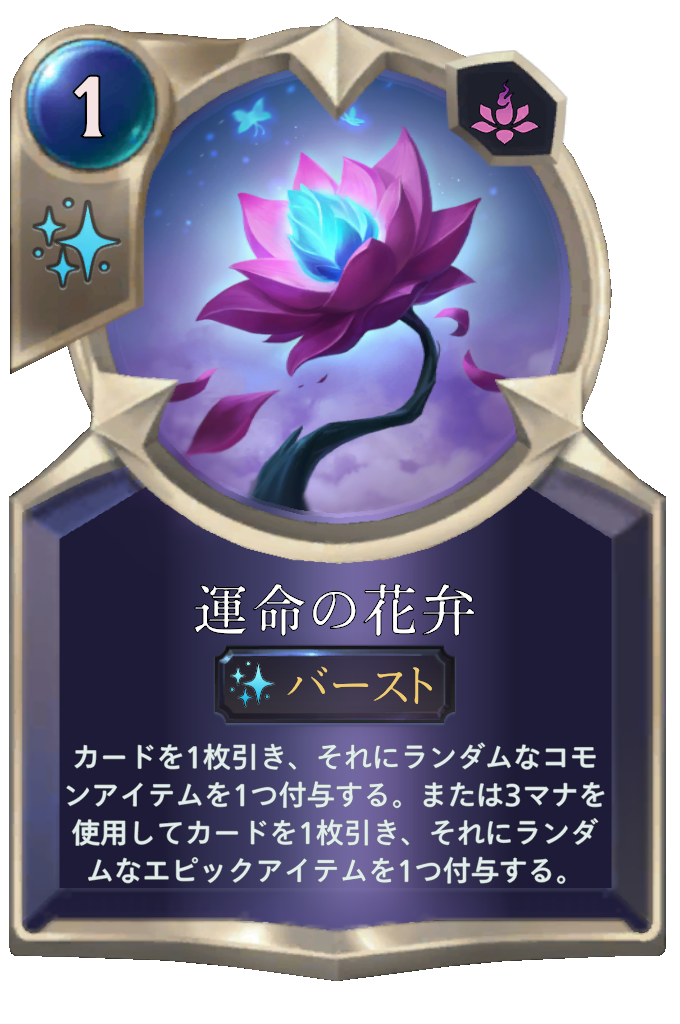 1
運命の花弁
バースト
カードを1枚引き、それにランダムなコモ
ンアイテムを1つ付与する。または3マナを
使用してカードを1枚引き、それにランダ
ムなエピックアイテムを1つ付与する。